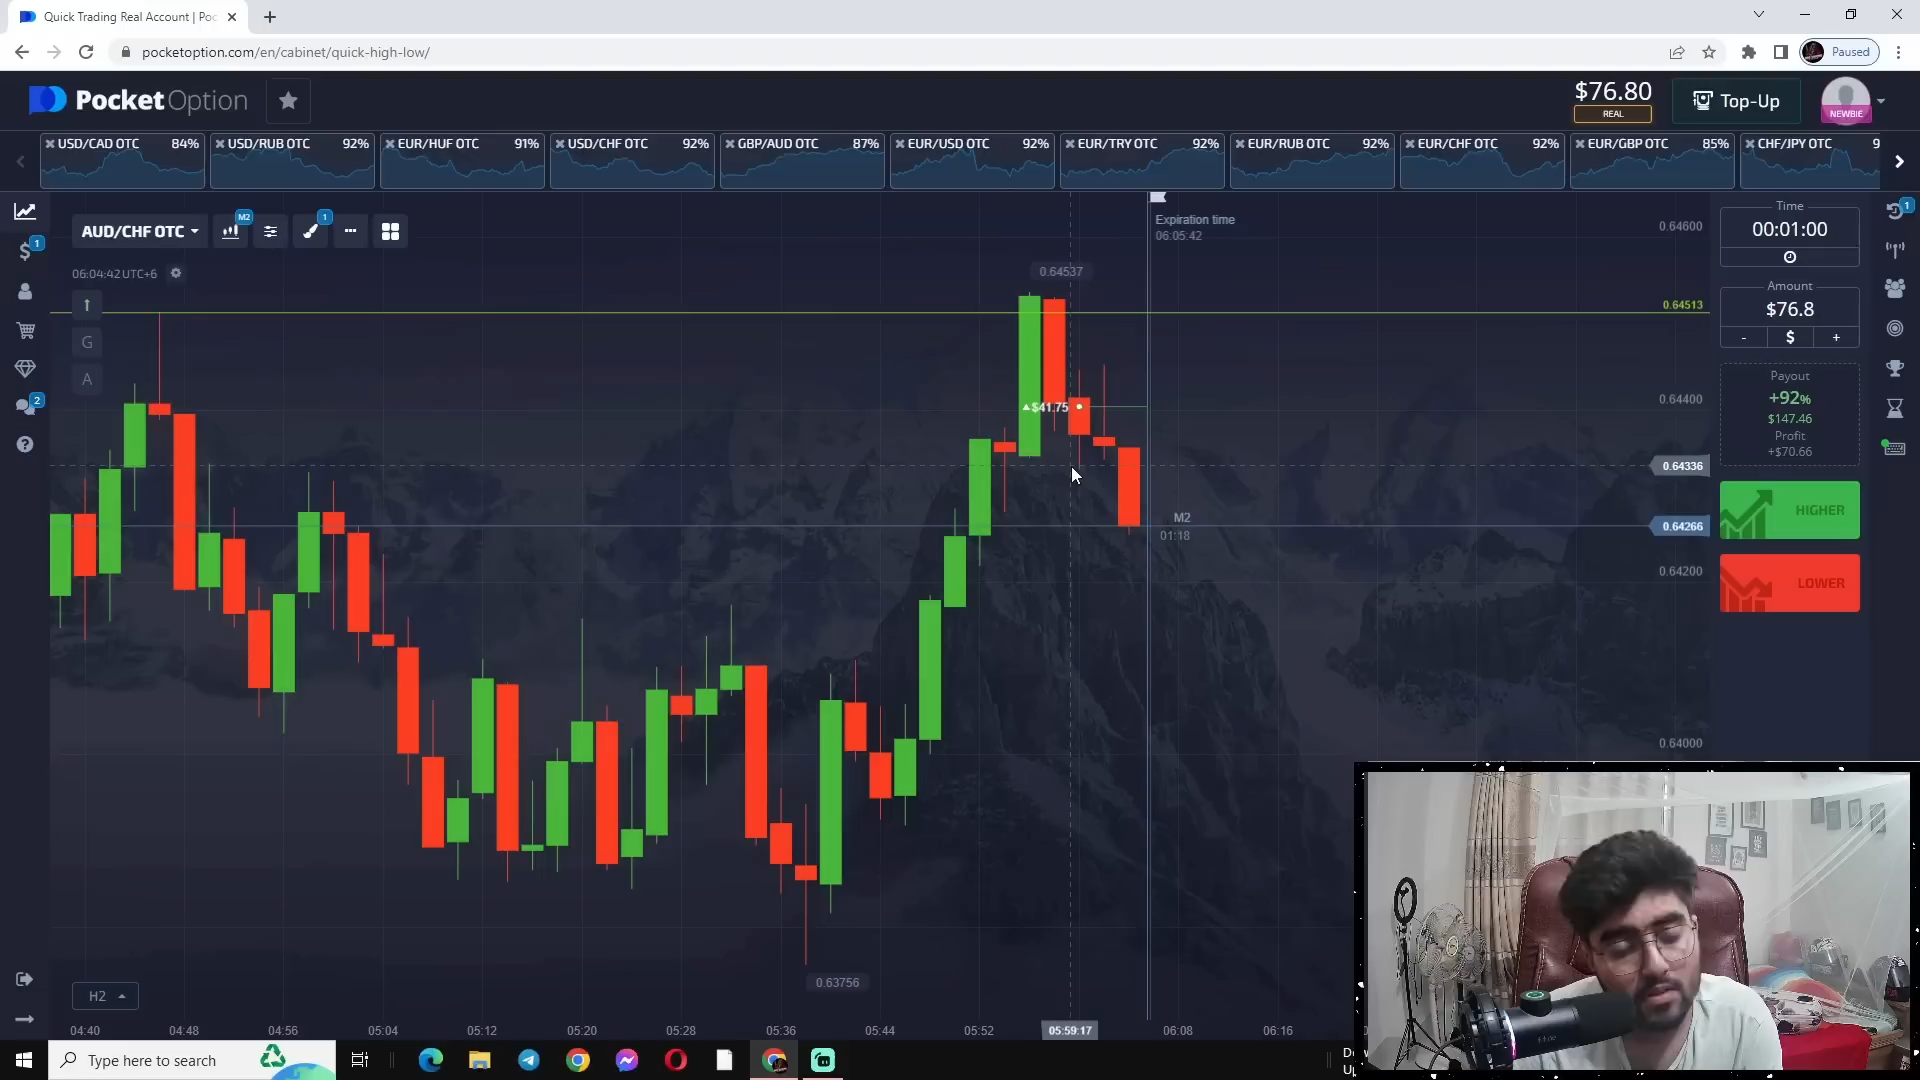 Quick Trading Real Account | Poc
pocketoption.com/en/cabinet/quick-high-low/
Paused
PocketOption
$76.80
REAL
Top-Up
NEWBIE
USD/CAD OTC 84%
USD/RUB OTC 92%
EUR/HUF OTC 91%
USD/CHF OTC 92%
GBP/AUD OTC 87%
EUR/USD OTC 92%
EUR/TRY OTC 92%
EUR/RUB OTC 92%
EUR/CHF OTC 92%
EUR/GBP OTC 85%
CHF/JPY OTC 9
AUD/CHF OTC
M2
1
06:04:42 UTC+6
G
A
1
2
Expiration time
06:05:42
0.64537
0.64600
0.64513
0.64400
$41.75
0.64336
M2
01:18
0.64266
0.64200
0.64000
0.63756
H2
04:40 04:48 04:56 05:04 05:12 05:20 05:28 05:36 05:44 05:52 05:59:17 06:08 06:16
Time
00:01:00
Amount
$76.8
- $ +
Payout
+92%
$147.46
Profit
+$70.66
HIGHER
LOWER
1
Type here to search